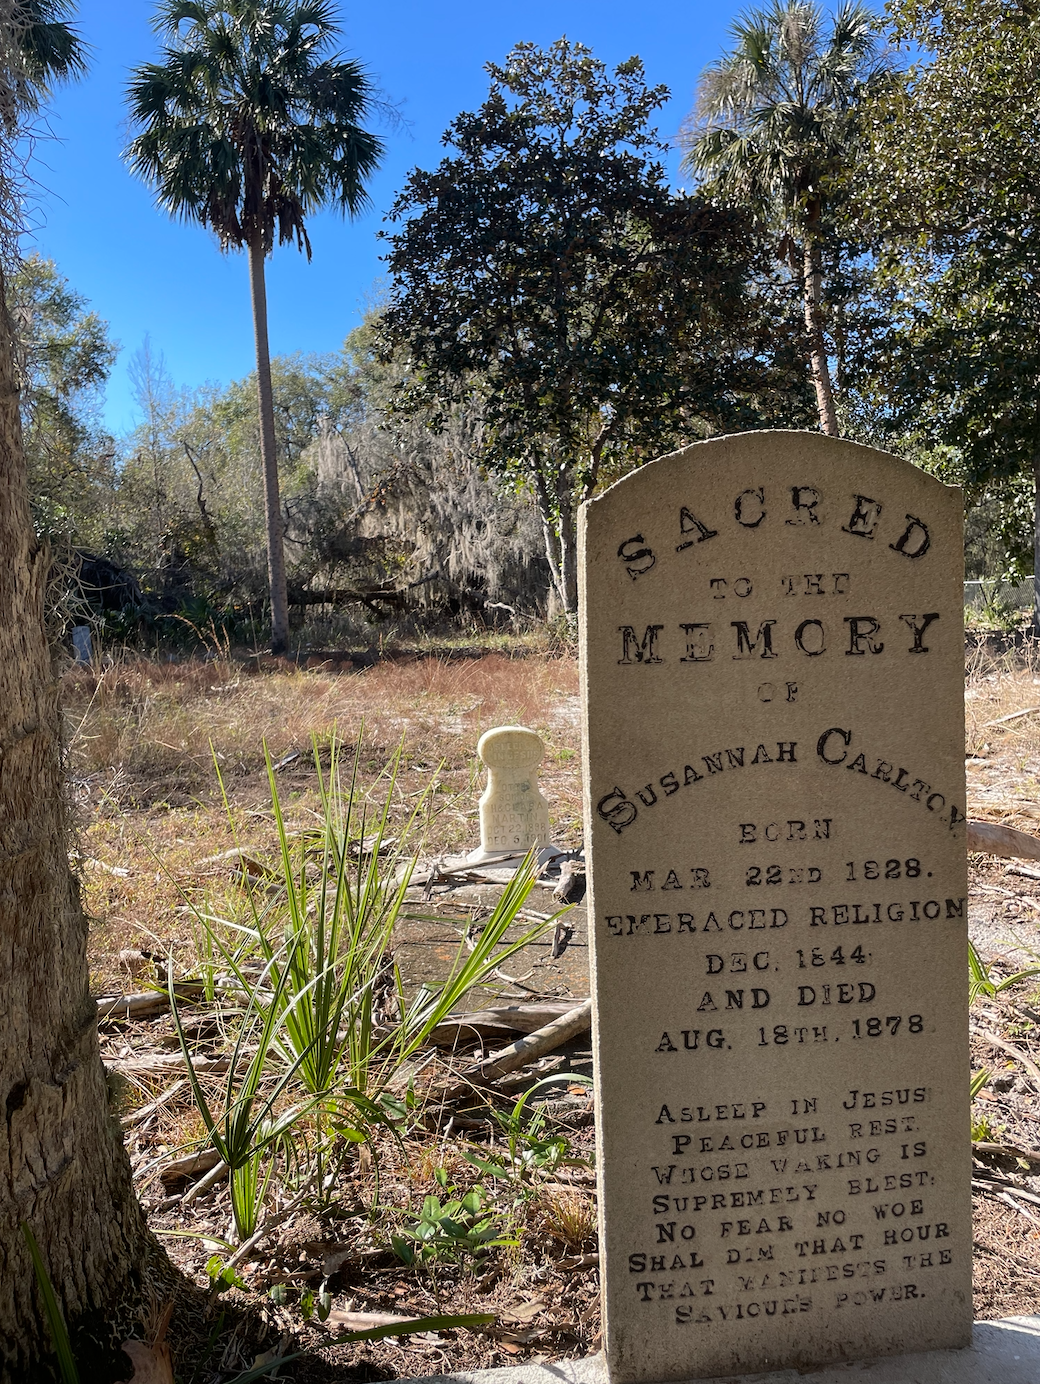 SACRED
TO THE
MEMORY
OF
SUSANNAH CARLTON
BORN
MAR 22ND 1828.
EMBRACED RELIGION
DEC. 1844
AND DIED
AUG. 18TH. 1878
ASLEEP IN JESUS
PEACEFUL REST.
WHOSE WAKING IS
SUPREMELY BLEST:
NO FEAR NO WOE
SHAL DIM THAT HOUR
THAT MANIFESTS THE
SAVIOUR'S POWER.
DEC